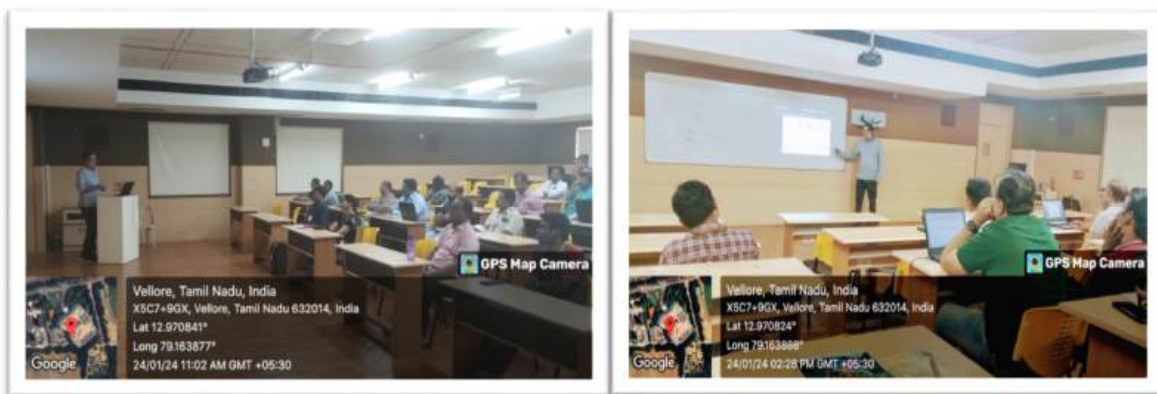 GPS Map Camera
Vellore, Tamil Nadu, India
X5C7+9GX, Vellore, Tamil Nadu 632014, India
Lat 12.970841°
Long 79.163877°
24/01/24 11:02 AM GMT +05:30
Google
GPS Map Camera
Vellore, Tamil Nadu, India
X5C7+9GX, Vellore, Tamil Nadu 632014, India
Lat 12.970824°
Long 79.163888°
24/01/24 02:28 PM GMT +05:30
Google